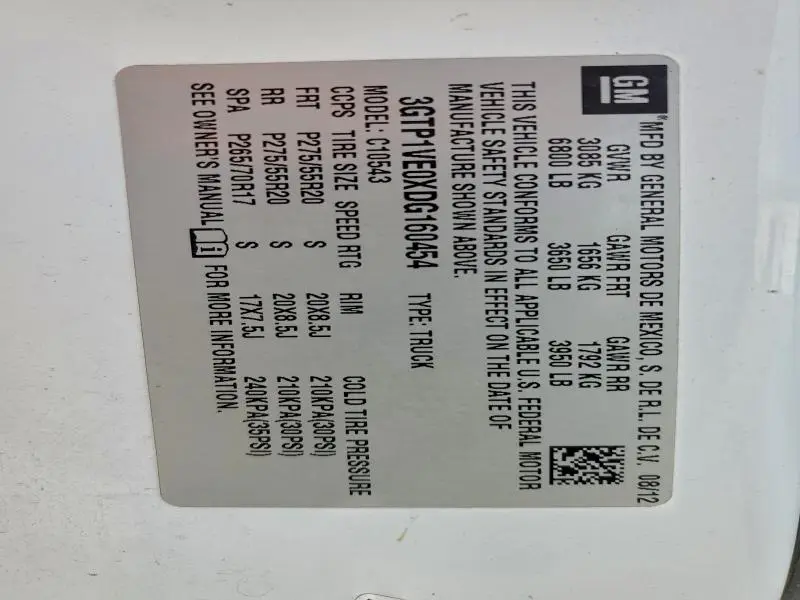 GM
® MFD BY GENERAL MOTORS DE MEXICO, S. DE R.L. DE C.V. 08/12
GVWR GAWR FRT GAWR RR
3085 KG 1656 KG 1792 KG
6800 LB 3650 LB 3950 LB
THIS VEHICLE CONFORMS TO ALL APPLICABLE U.S. FEDERAL MOTOR
VEHICLE SAFETY STANDARDS IN EFFECT ON THE DATE OF
MANUFACTURE SHOWN ABOVE.
3GTP1VE0XDG160454 TYPE: TRUCK
MODEL: C10543
CCPS TIRE SIZE SPEED RTG RIM COLD TIRE PRESSURE
FRT P275/55R20 S 20X8.5J 210KPA(30PSI)
RR P275/55R20 S 20X8.5J 210KPA(30PSI)
SPA P265/70R17 S 17X7.5J 240KPA(35PSI)
SEE OWNER'S MANUAL i FOR MORE INFORMATION.